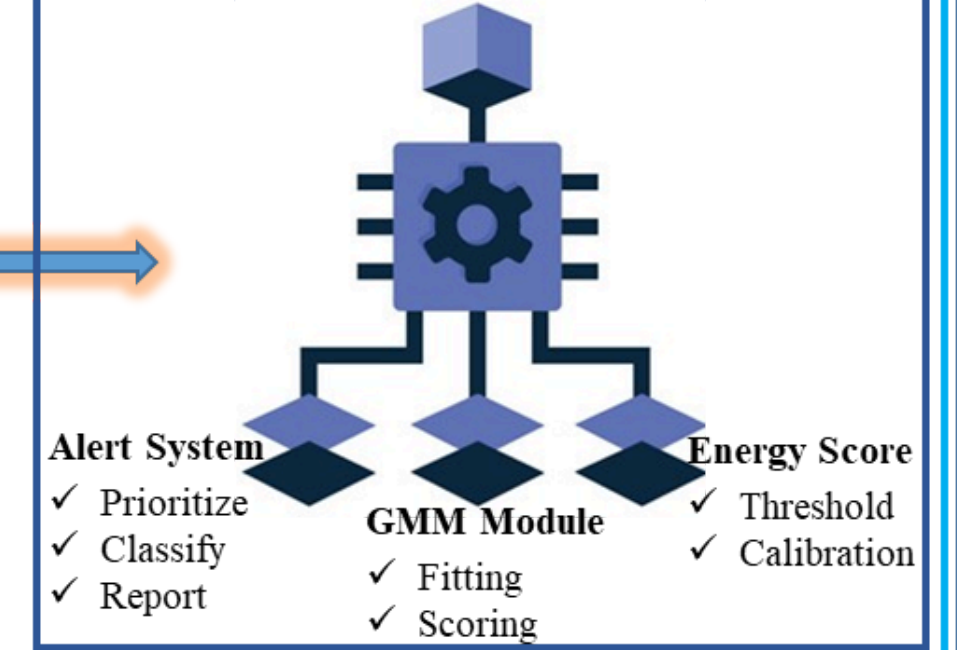 Alert System
Prioritize
Classify
Report
GMM Module
Fitting
Scoring
Energy Score
Threshold
Calibration